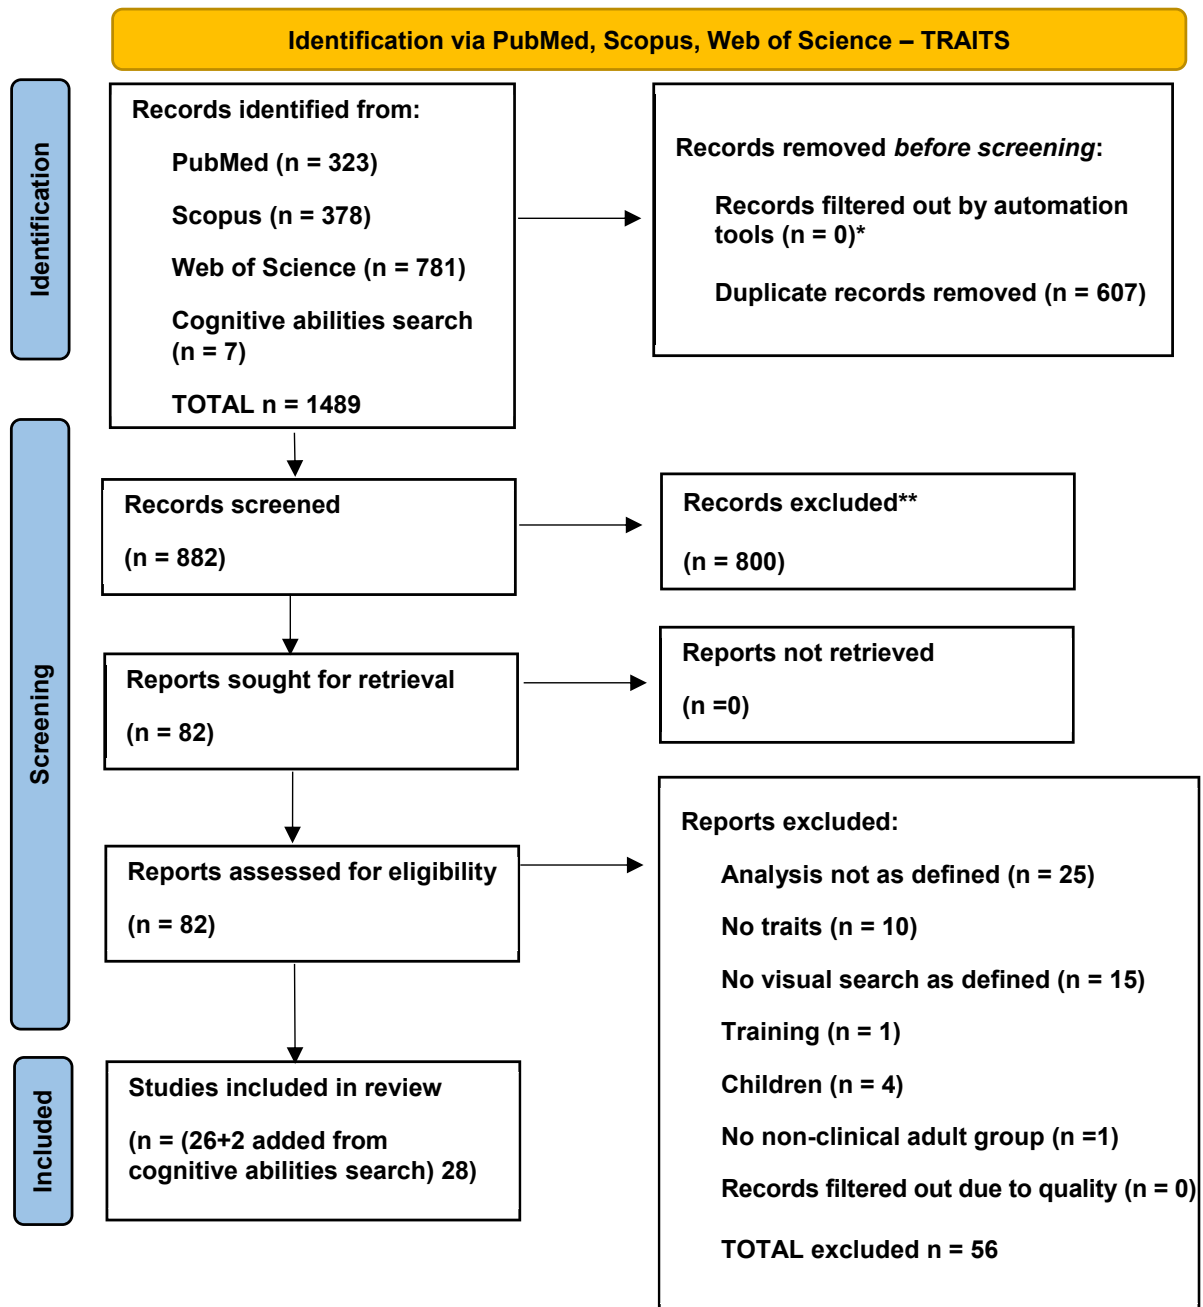 Identification via PubMed, Scopus, Web of Science – TRAITS
Identification
Records identified from:
PubMed (n = 323)
Scopus (n = 378)
Web of Science (n = 781)
Cognitive abilities search
(n = 7)
TOTAL n = 1489
Records removed before screening:
Records filtered out by automation
tools (n = 0)*
Duplicate records removed (n = 607)
Screening
Records screened
(n = 882)
Records excluded**
(n = 800)
Reports sought for retrieval
(n = 82)
Reports not retrieved
(n =0)
Reports assessed for eligibility
(n = 82)
Reports excluded:
Analysis not as defined (n = 25)
No traits (n = 10)
No visual search as defined (n = 15)
Training (n = 1)
Children (n = 4)
No non-clinical adult group (n =1)
Records filtered out due to quality (n = 0)
TOTAL excluded n = 56
Included
Studies included in review
(n = (26+2 added from
cognitive abilities search) 28)